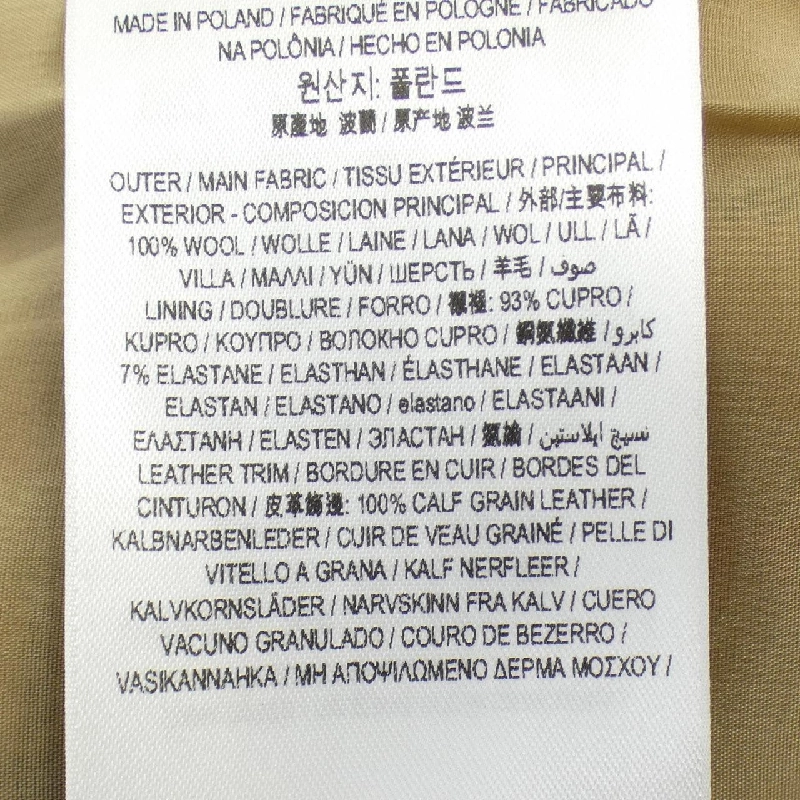 MADE IN POLAND / FABRIQUÉ EN POLOGNE / FABRICADO
NA POLÔNIA / HECHO EN POLONIA
원산지: 폴란드
原產地 波蘭 / 原产地 波兰
OUTER / MAIN FABRIC / TISSU EXTÉRIEUR / PRINCIPAL /
EXTERIOR - COMPOSICION PRINCIPAL / 外部/主要布料:
100% WOOL / WOLLE / LAINE / LANA / WOL / ULL / LÃ /
VILLA / ΜΑΛΛΙ / YÜN / ШЕРСТЬ / 羊毛 / صوف
LINING / DOUBLURE / FORRO / 襯裡: 93% CUPRO /
KUPRO / ΚΟΥΠΡΟ / ВОЛОКНО CUPRO / 銅氨纖維 / كابرو
7% ELASTANE / ELASTHAN / ÉLASTHANE / ELASTAAN /
ELASTAN / ELASTANO / elastano / ELASTAANI /
ΕΛΑΣΤΑΝΗ / ELASTEN / ЭЛАСТАН / 氨綸 / نسيج ايلاستين
LEATHER TRIM / BORDURE EN CUIR / BORDES DEL
CINTURON / 皮革飾邊: 100% CALF GRAIN LEATHER /
KALBNARBENLEDER / CUIR DE VEAU GRAINÉ / PELLE DI
VITELLO A GRANA / KALF NERFLEER /
KALVKORNSLÄDER / NARVSKINN FRA KALV / CUERO
VACUNO GRANULADO / COURO DE BEZERRO /
VASIKANNAHKA / ΜΗ ΑΠΟΨΙΛΩΜΕΝΟ ΔΕΡΜΑ ΜΟΣΧΟΥ /